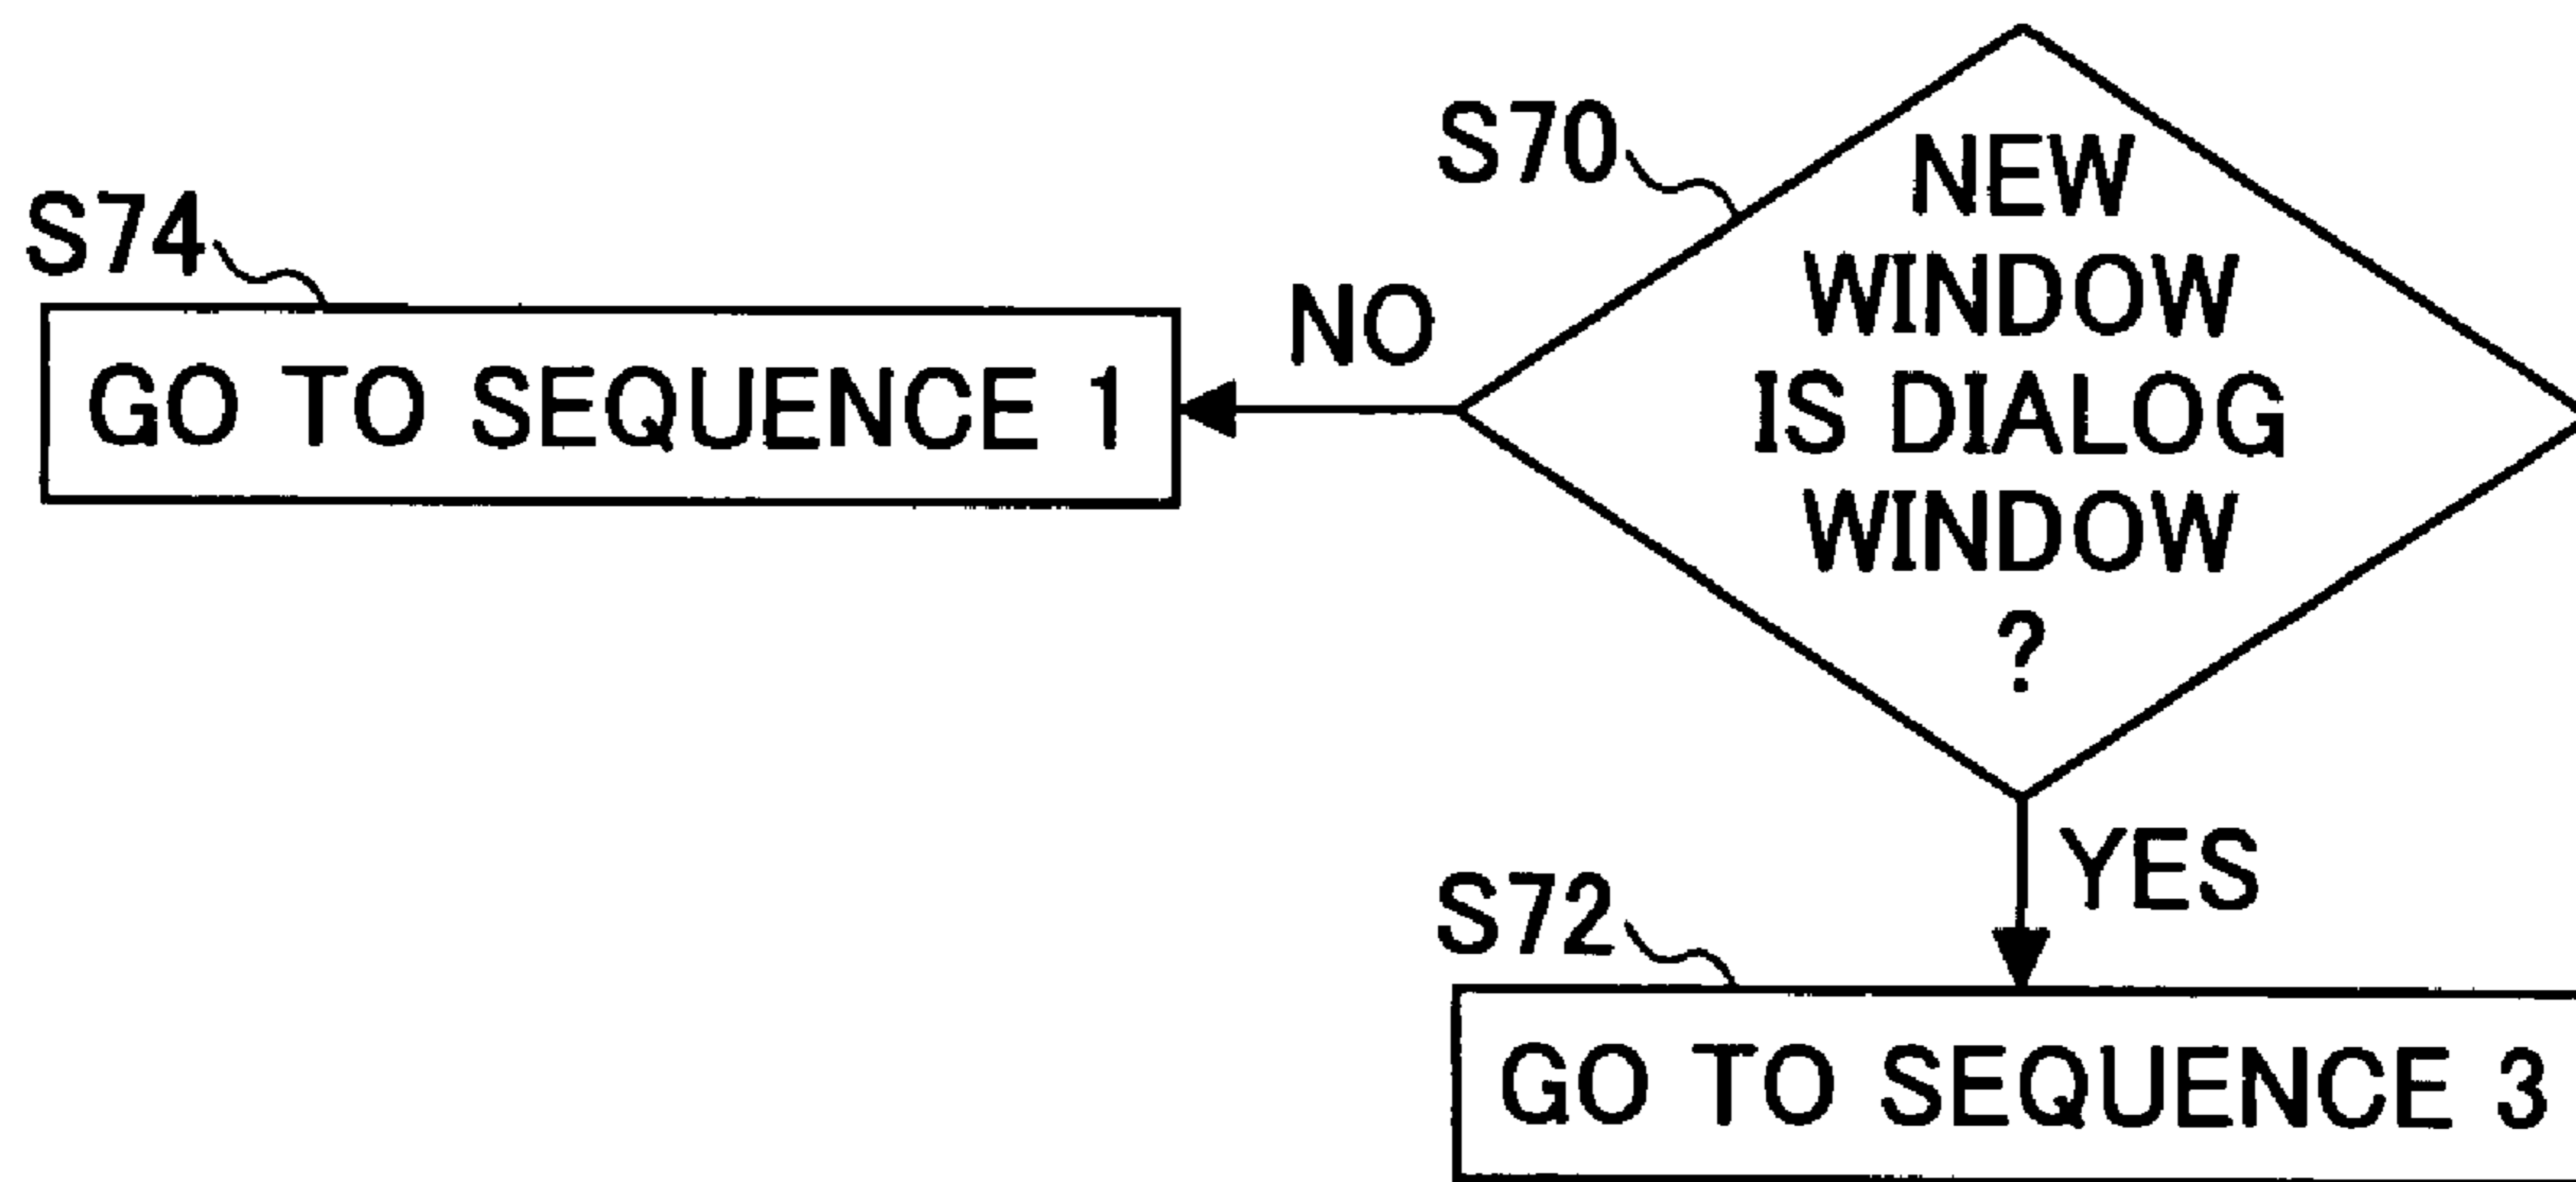 S70
NEW
WINDOW
IS DIALOG
WINDOW
?
S74
NO
GO TO SEQUENCE 1
YES
S72
GO TO SEQUENCE 3